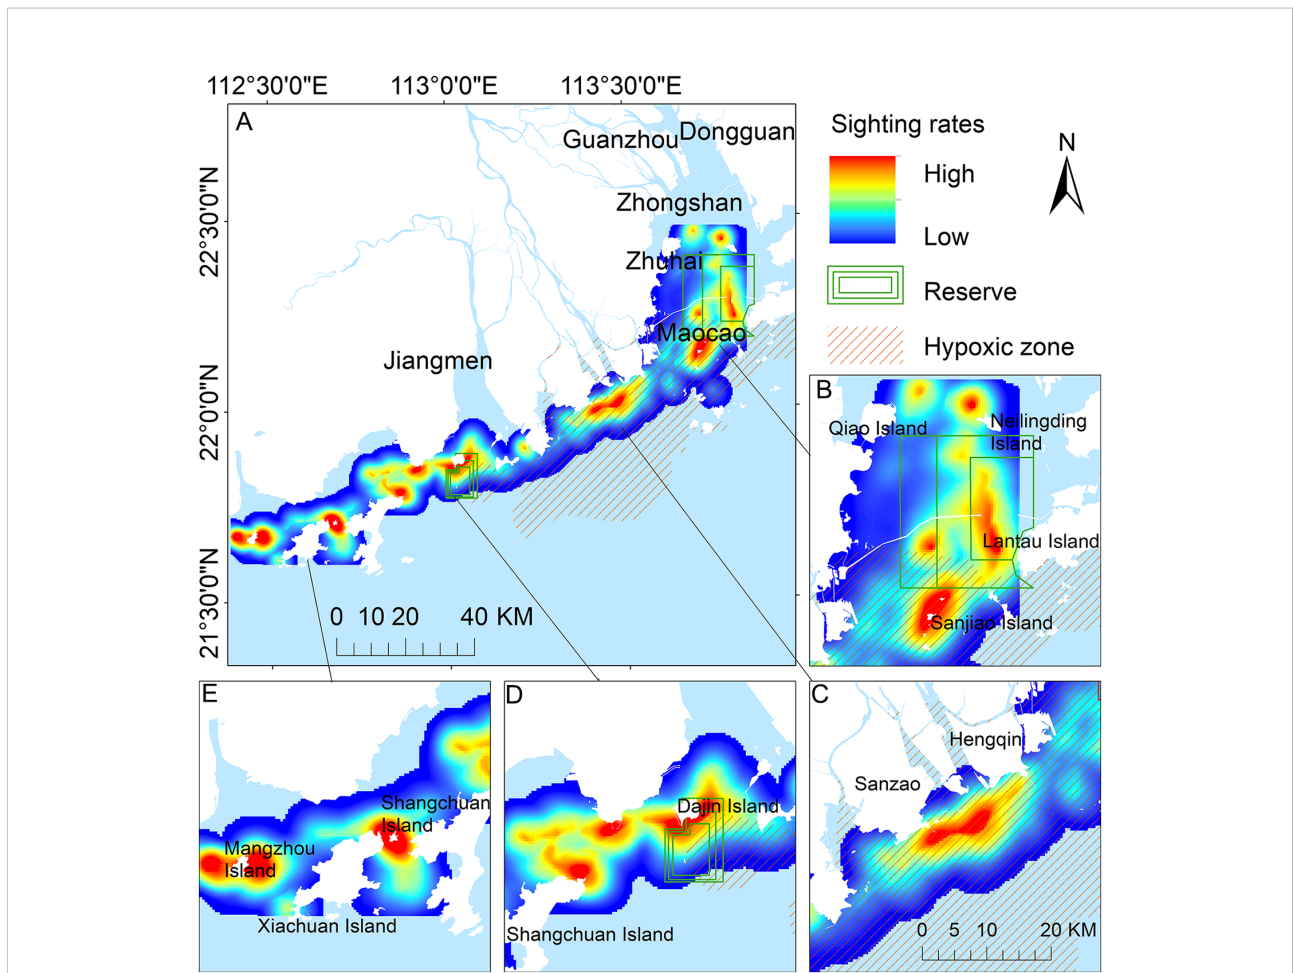 112°30'0"E
113°0'0"E
113°30'0"E
A
Guanzhou
Dongguan
Zhongshan
Zhuhai
Maocao
Jiangmen
22°30'0"N
22°0'0"N
21°30'0"N
0 10 20 40 KM
Sighting rates
High
Low
Reserve
Hypoxic zone
N
B
Qiao Island
Neilingding
Island
Lantau Island
Sanjiao Island
E
Shangchuan
Island
Mangzhou
Island
Xiachuan Island
D
Dajin Island
Shangchuan Island
C
Hengqin
Sanzao
0 5 10 20 KM